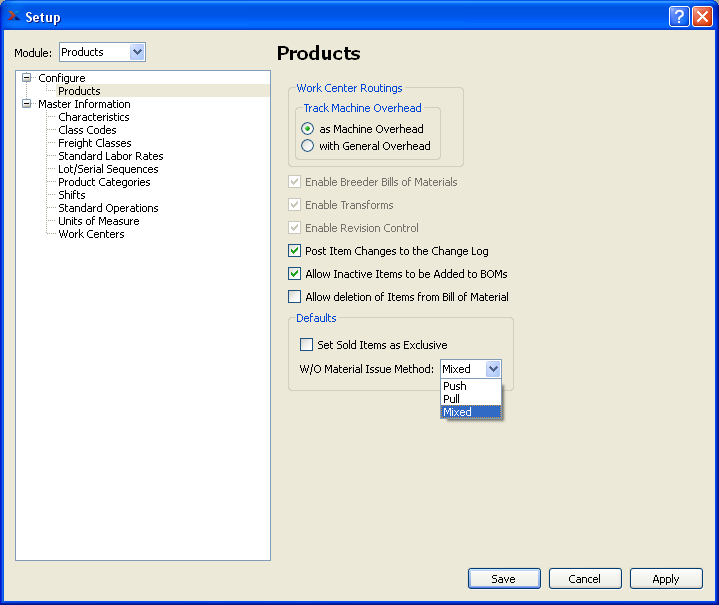 Setup
Module: Products
Products
Configure
Products
Master Information
Characteristics
Class Codes
Freight Classes
Standard Labor Rates
Lot/Serial Sequences
Product Categories
Shifts
Standard Operations
Units of Measure
Work Centers
Work Center Routings
Track Machine Overhead
as Machine Overhead
with General Overhead
Enable Breeder Bills of Materials
Enable Transforms
Enable Revision Control
Post Item Changes to the Change Log
Allow Inactive Items to be Added to BOMs
Allow deletion of Items from Bill of Material
Defaults
Set Sold Items as Exclusive
W/O Material Issue Method: Mixed
Push
Pull
Mixed
Save Cancel Apply